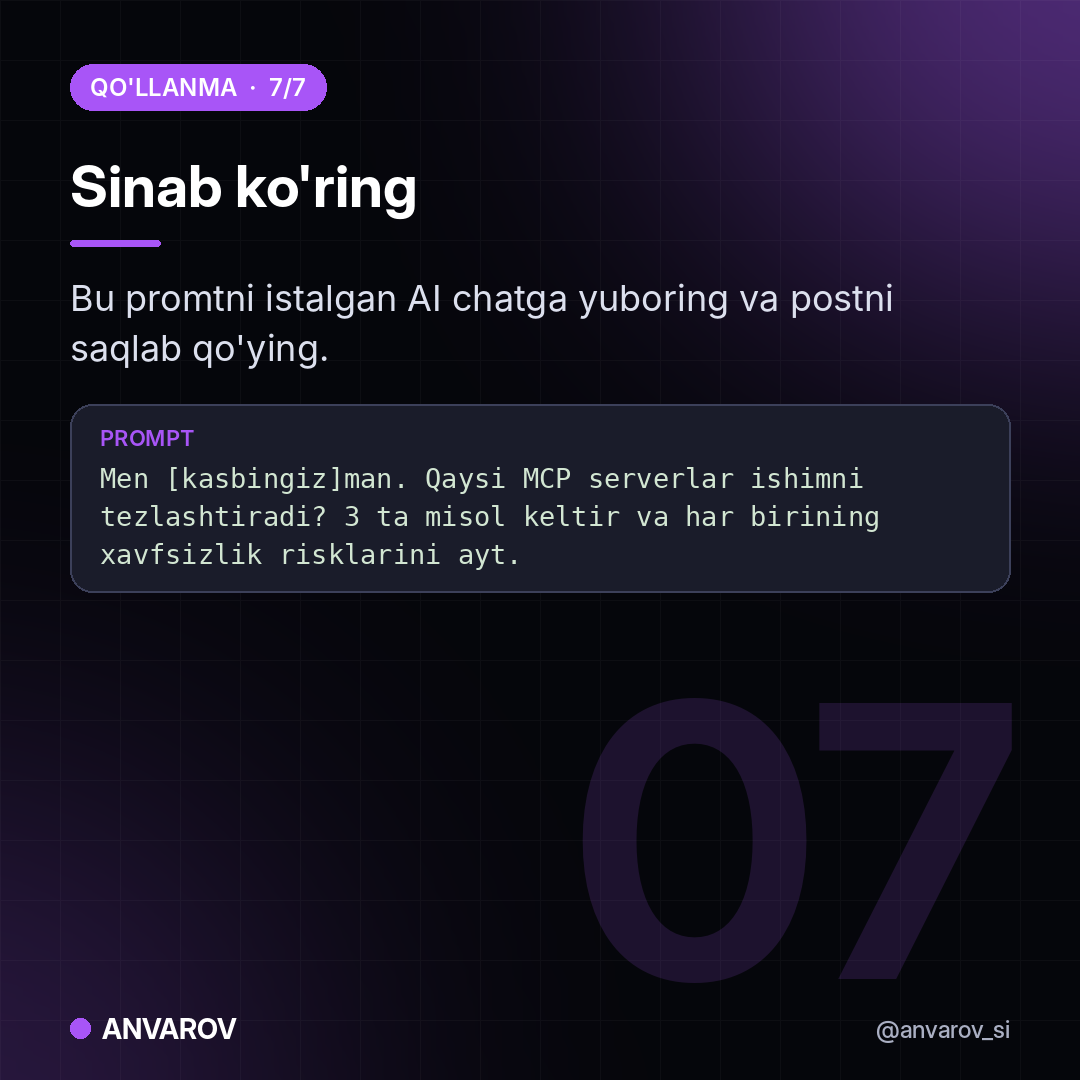 QO'LLANMA · 7/7
Sinab ko'ring
Bu promtni istalgan AI chatga yuboring va postni
saqlab qo'ying.
PROMPT
Men [kasbingiz]man. Qaysi MCP serverlar ishimni
tezlashtiradi? 3 ta misol keltir va har birining
xavfsizlik risklarini ayt.
07
ANVAROV
@anvarov_si